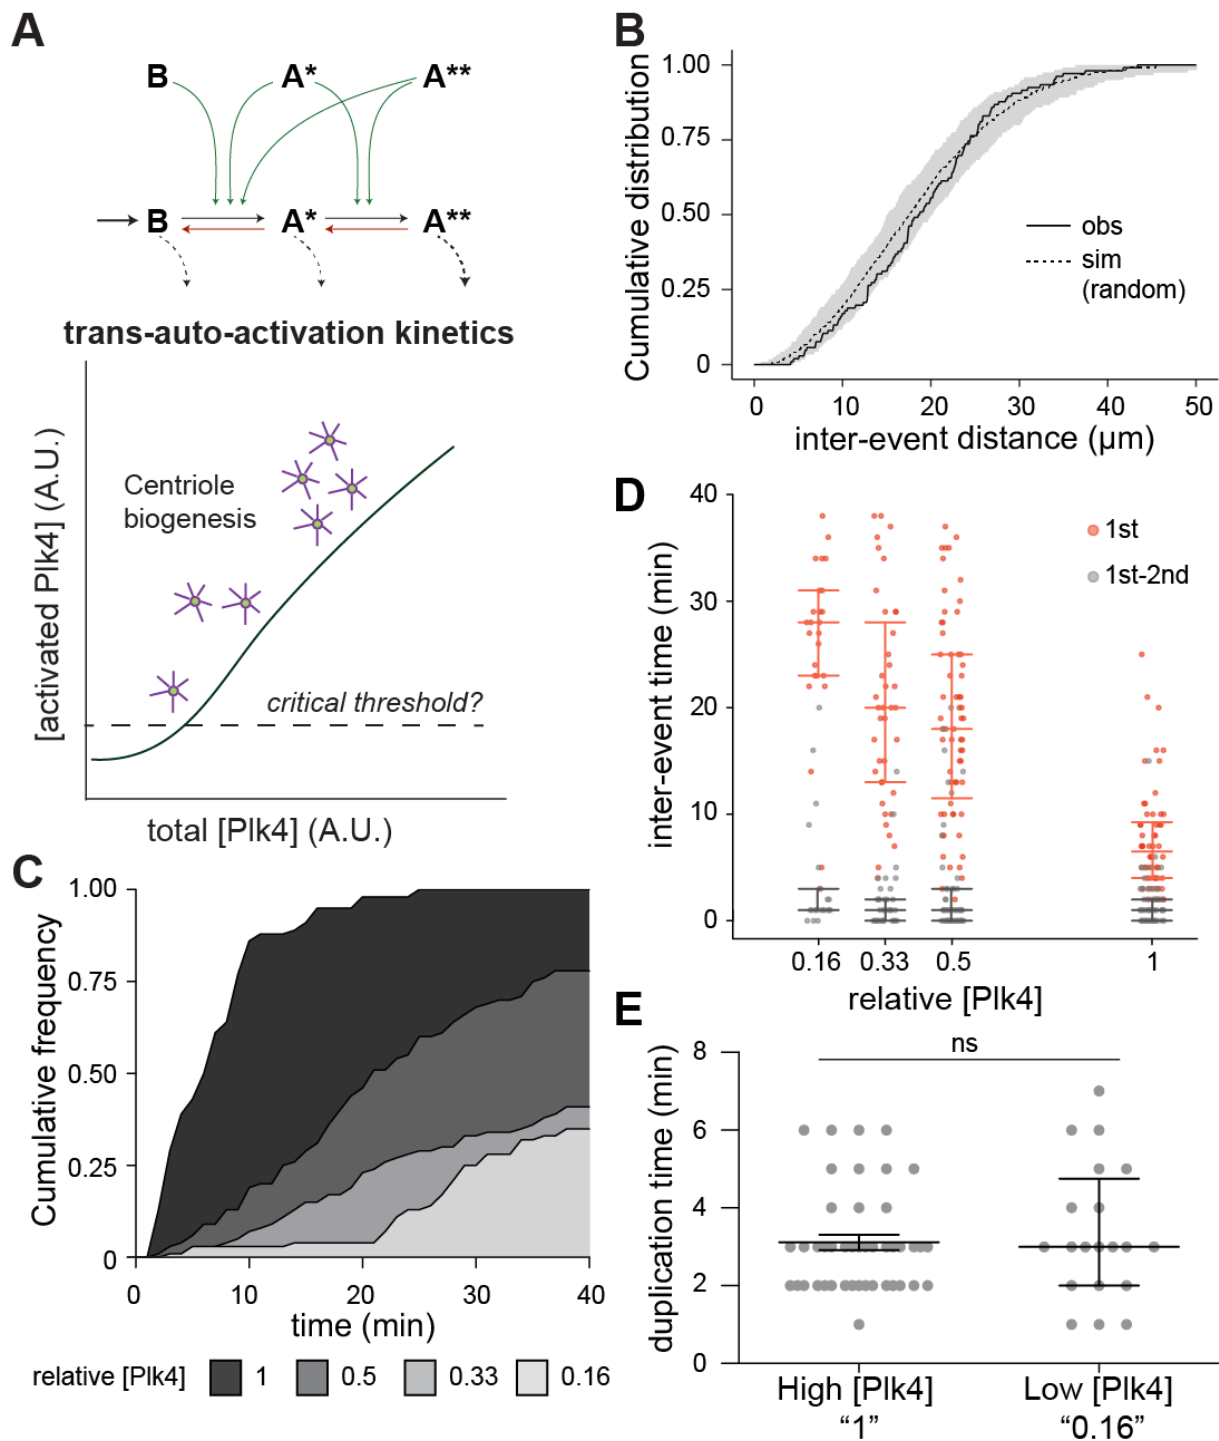 A
B A* A**
B A* A**
trans-auto-activation kinetics
[activated Plk4] (A.U.)
Centriole
biogenesis
critical threshold?
total [Plk4] (A.U.)
B
Cumulative distribution
1.00
0.75
0.50
0.25
0
obs
sim
(random)
0 10 20 30 40 50
inter-event distance (µm)
C
Cumulative frequency
1.00
0.75
0.50
0.25
0
0 10 20 30 40
time (min)
relative [Plk4] 1 0.5 0.33 0.16
D
inter-event time (min)
40
30
20
10
0
1st
1st-2nd
0.16 0.33 0.5 1
relative [Plk4]
E
duplication time (min)
8
6
4
2
0
ns
High [Plk4] Low [Plk4]
“1” “0.16”